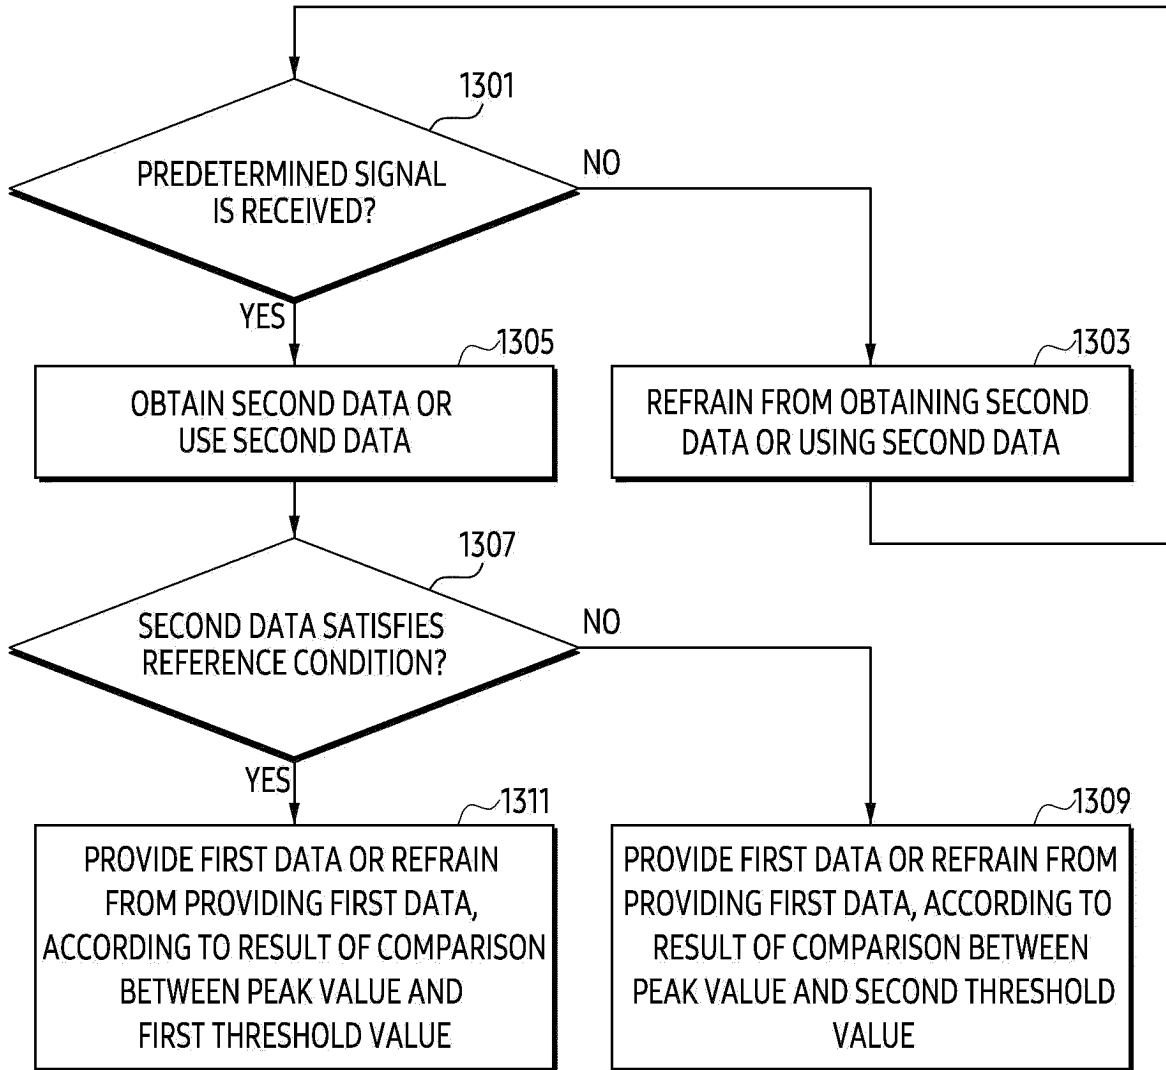 1301
PREDETERMINED SIGNAL
IS RECEIVED?
NO
YES
1305
OBTAIN SECOND DATA OR
USE SECOND DATA
1303
REFRAIN FROM OBTAINING SECOND
DATA OR USING SECOND DATA
1307
SECOND DATA SATISFIES
REFERENCE CONDITION?
NO
YES
1311
PROVIDE FIRST DATA OR REFRAIN
FROM PROVIDING FIRST DATA,
ACCORDING TO RESULT OF COMPARISON
BETWEEN PEAK VALUE AND
FIRST THRESHOLD VALUE
1309
PROVIDE FIRST DATA OR REFRAIN FROM
PROVIDING FIRST DATA, ACCORDING TO
RESULT OF COMPARISON BETWEEN
PEAK VALUE AND SECOND THRESHOLD
VALUE